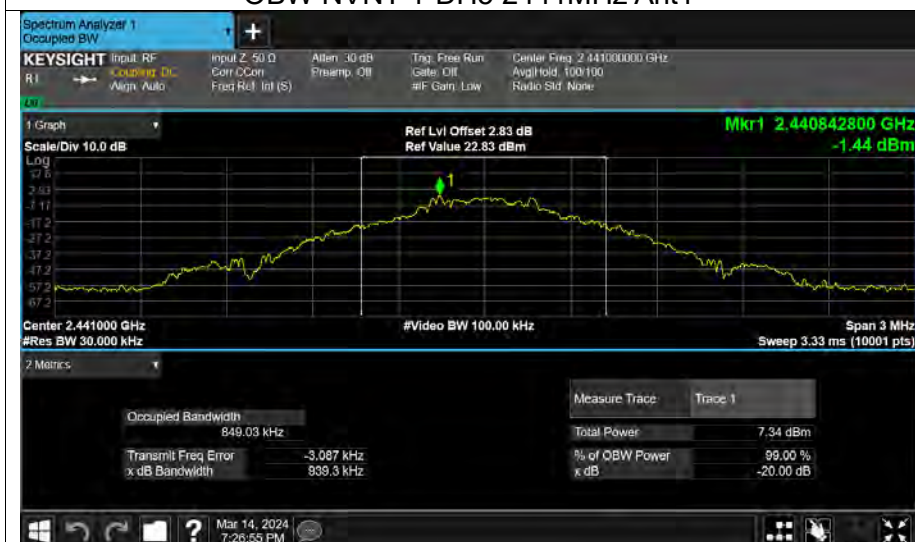 OBW NVNT 1-DH5 2441MHz Ant1
Spectrum Analyzer 1
Occupied BW
1
+
KEYSIGHT
R1
Input: RF
Coupling: DC
Align: Auto
Input Z: 50 Ω
Corr CCorr
Freq Ref: Int (S)
Atten: 30 dB
Preamp: Off
Trig: Free Run
Gate: Off
#IF Gain: Low
Center Freq: 2.441000000 GHz
Avg|Hold: 100/100
Radio Std: None
1 Graph
Scale/Div 10.0 dB
Ref Lvl Offset 2.83 dB
Ref Value 22.83 dBm
Mkr1 2.440842800 GHz
-1.44 dBm
Log
2.83
-7.17
-17.2
-27.2
-37.2
-47.2
-57.2
-67.2
1
Center 2.441000 GHz
#Res BW 30.000 kHz
#Video BW 100.00 kHz
Span 3 MHz
Sweep 3.33 ms (10001 pts)
2 Metrics
Measure Trace Trace 1
Occupied Bandwidth
849.03 kHz
Total Power 7.34 dBm
Transmit Freq Error -3.087 kHz
% of OBW Power 99.00 %
x dB Bandwidth 939.3 kHz
x dB -20.00 dB
?
Mar 14, 2024
7:26:55 PM